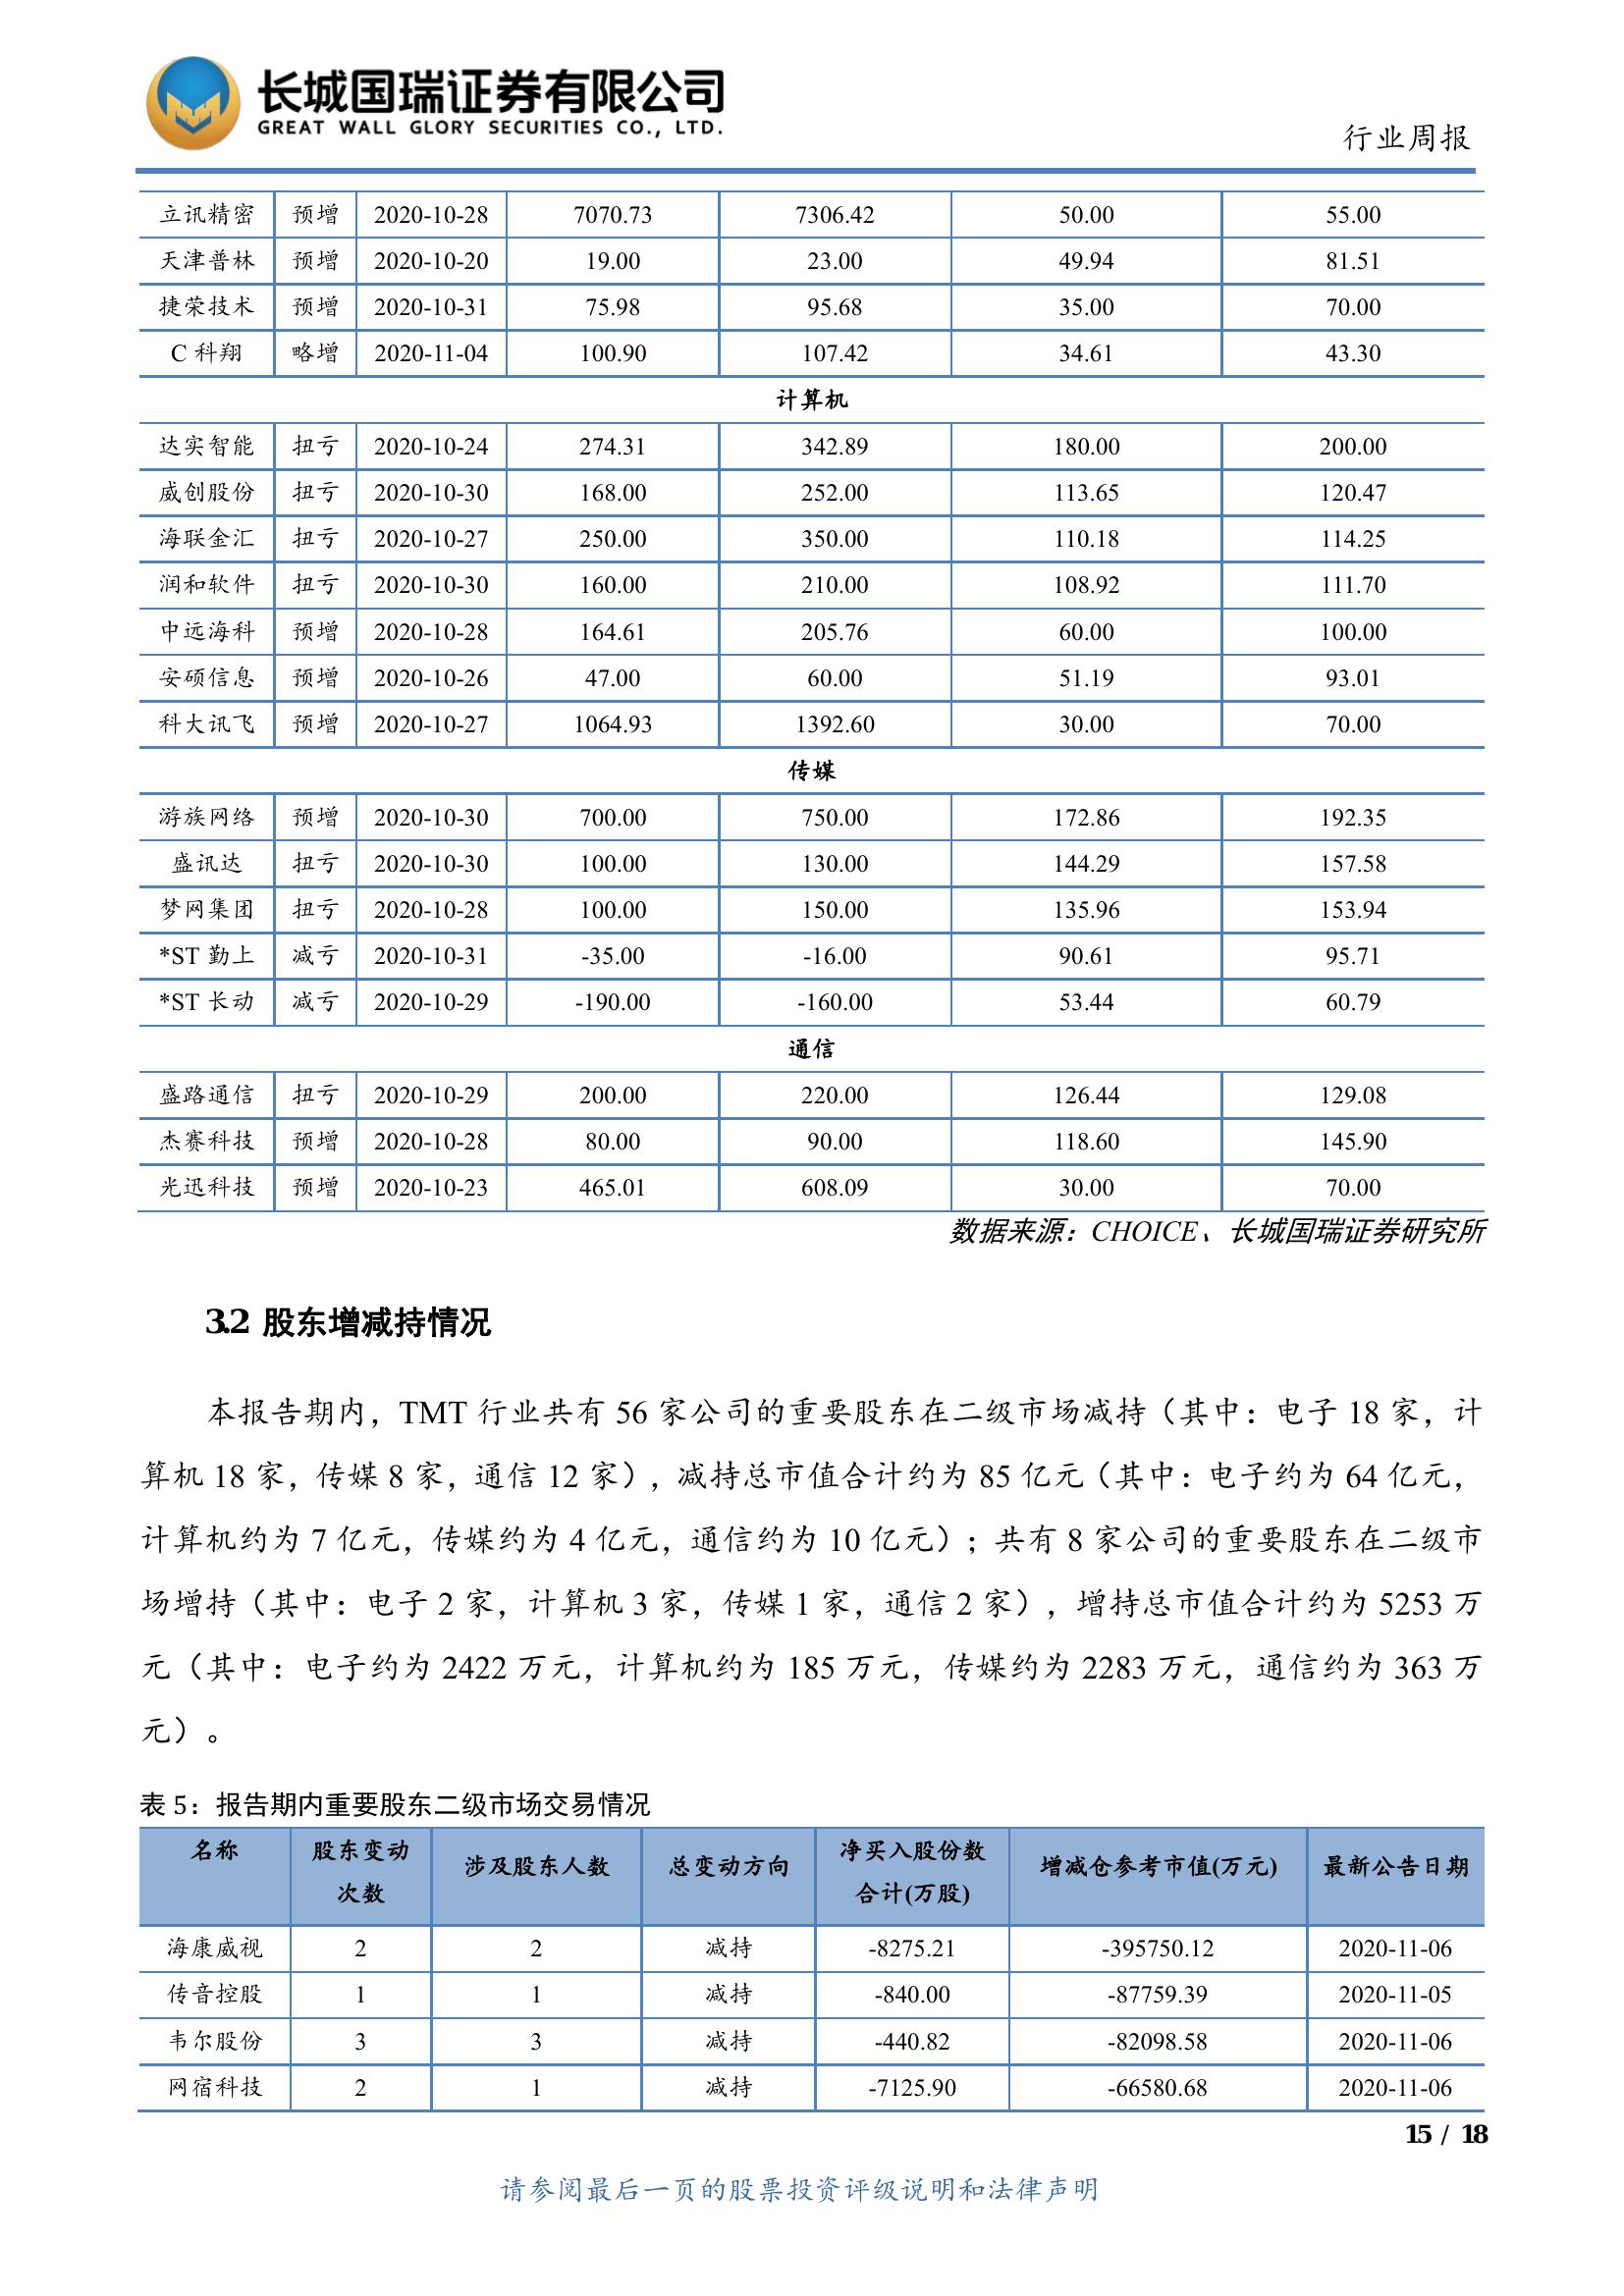 长城国瑞证券有限公司
GREAT WALL GLORY SECURITIES CO., LTD.
行业周报
立讯精密 预增 2020-10-28 7070.73 7306.42 50.00 55.00
天津普林 预增 2020-10-20 19.00 23.00 49.94 81.51
捷荣技术 预增 2020-10-31 75.98 95.68 35.00 70.00
C 科翔 略增 2020-11-04 100.90 107.42 34.61 43.30
计算机
达实智能 扭亏 2020-10-24 274.31 342.89 180.00 200.00
威创股份 扭亏 2020-10-30 168.00 252.00 113.65 120.47
海联金汇 扭亏 2020-10-27 250.00 350.00 110.18 114.25
润和软件 扭亏 2020-10-30 160.00 210.00 108.92 111.70
中远海科 预增 2020-10-28 164.61 205.76 60.00 100.00
安硕信息 预增 2020-10-26 47.00 60.00 51.19 93.01
科大讯飞 预增 2020-10-27 1064.93 1392.60 30.00 70.00
传媒
游族网络 预增 2020-10-30 700.00 750.00 172.86 192.35
盛讯达 扭亏 2020-10-30 100.00 130.00 144.29 157.58
梦网集团 扭亏 2020-10-28 100.00 150.00 135.96 153.94
*ST 勤上 减亏 2020-10-31 -35.00 -16.00 90.61 95.71
*ST 长动 减亏 2020-10-29 -190.00 -160.00 53.44 60.79
通信
盛路通信 扭亏 2020-10-29 200.00 220.00 126.44 129.08
杰赛科技 预增 2020-10-28 80.00 90.00 118.60 145.90
光迅科技 预增 2020-10-23 465.01 608.09 30.00 70.00
数据来源：CHOICE、长城国瑞证券研究所
3.2 股东增减持情况
本报告期内，TMT 行业共有 56 家公司的重要股东在二级市场减持（其中：电子 18 家，计
算机 18 家，传媒 8 家，通信 12 家），减持总市值合计约为 85 亿元（其中：电子约为 64 亿元，
计算机约为 7 亿元，传媒约为 4 亿元，通信约为 10 亿元）；共有 8 家公司的重要股东在二级市
场增持（其中：电子 2 家，计算机 3 家，传媒 1 家，通信 2 家），增持总市值合计约为 5253 万
元（其中：电子约为 2422 万元，计算机约为 185 万元，传媒约为 2283 万元，通信约为 363 万
元）。
表 5：报告期内重要股东二级市场交易情况
名称 股东变动次数 涉及股东人数 总变动方向 净买入股份数合计(万股) 增减仓参考市值(万元) 最新公告日期
海康威视 2 2 减持 -8275.21 -395750.12 2020-11-06
传音控股 1 1 减持 -840.00 -87759.39 2020-11-05
韦尔股份 3 3 减持 -440.82 -82098.58 2020-11-06
网宿科技 2 1 减持 -7125.90 -66580.68 2020-11-06
15 / 18
请参阅最后一页的股票投资评级说明和法律声明